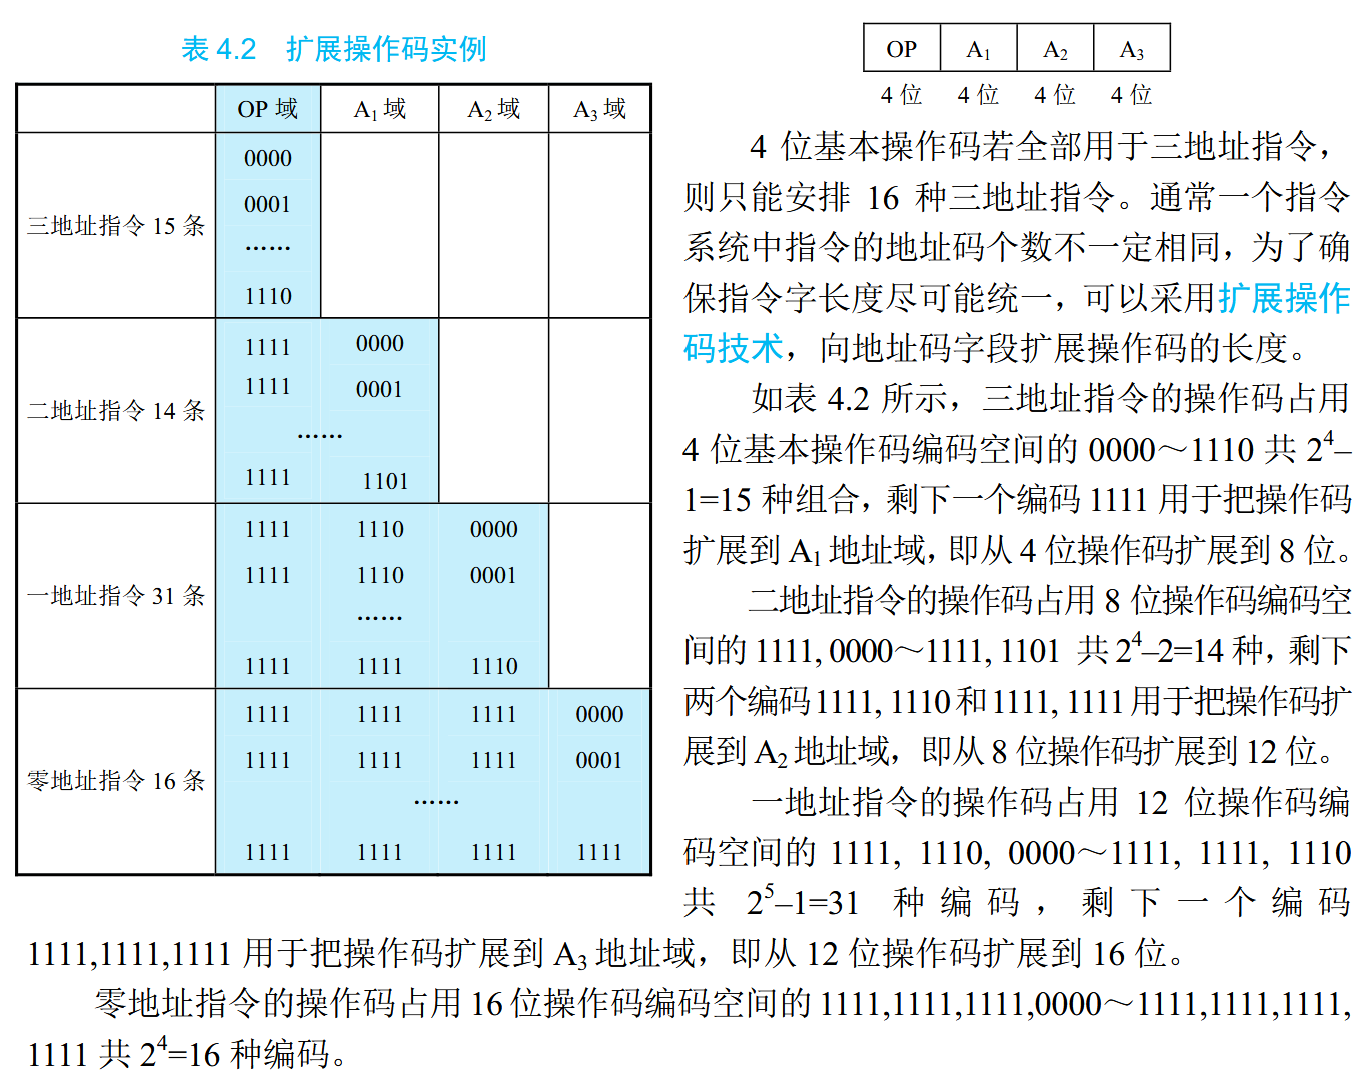 表 4.2 扩展操作码实例
OP 域 A1 域 A2 域 A3 域
三地址指令 15 条
0000
0001
……
1110
二地址指令 14 条
1111 0000
1111 0001
……
1111 1101
一地址指令 31 条
1111 1110 0000
1111 1110 0001
……
1111 1111 1110
零地址指令 16 条
1111 1111 1111 0000
1111 1111 1111 0001
……
1111 1111 1111 1111
OP A1 A2 A3
4 位 4 位 4 位 4 位
4 位基本操作码若全部用于三地址指令，
则只能安排 16 种三地址指令。通常一个指令
系统中指令的地址码个数不一定相同，为了确
保指令字长度尽可能统一，可以采用扩展操作
码技术，向地址码字段扩展操作码的长度。
如表 4.2 所示，三地址指令的操作码占用
4 位基本操作码编码空间的 0000～1110 共 2^4–
1=15 种组合，剩下一个编码 1111 用于把操作码
扩展到 A1 地址域，即从 4 位操作码扩展到 8 位。
二地址指令的操作码占用 8 位操作码编码空
间的 1111, 0000～1111, 1101 共 2^4–2=14 种，剩下
两个编码 1111, 1110 和 1111, 1111 用于把操作码扩
展到 A2 地址域，即从 8 位操作码扩展到 12 位。
一地址指令的操作码占用 12 位操作码编
码空间的 1111, 1110, 0000～1111, 1111, 1110
共 2^5–1=31 种编码，剩下一个编码
1111,1111,1111 用于把操作码扩展到 A3 地址域，即从 12 位操作码扩展到 16 位。
零地址指令的操作码占用 16 位操作码编码空间的 1111,1111,1111,0000～1111,1111,1111,
1111 共 2^4=16 种编码。